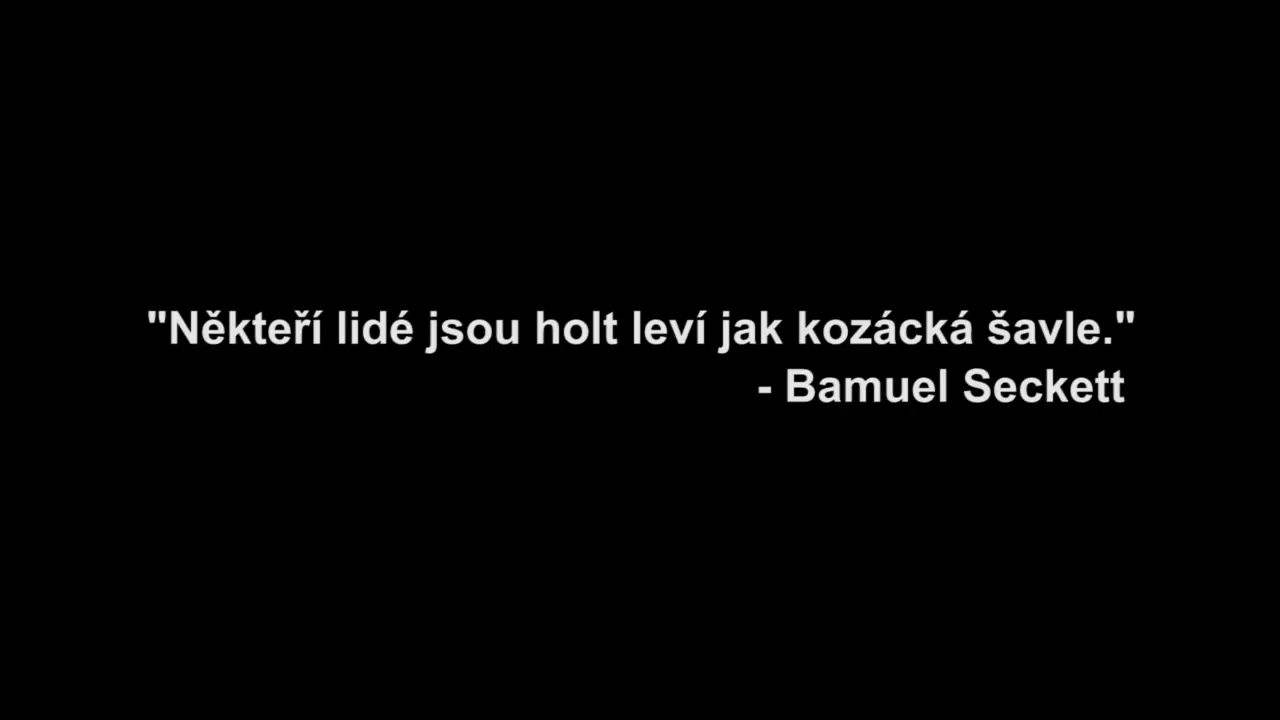 "Někteří lidé jsou holt leví jak kozácká šavle."
- Bamuel Seckett